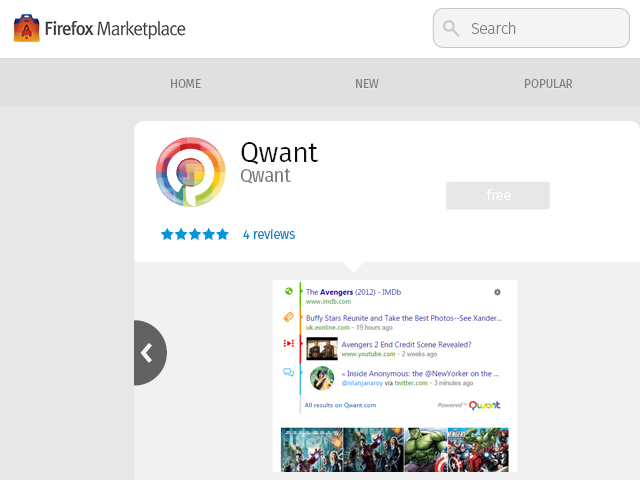 Firefox Marketplace
Search
HOME NEW POPULAR
Qwant
Qwant
free
4 reviews
The Avengers (2012) - IMDb
www.imdb.com
Buffy Stars Reunite and Take the Best Photos--See Xander...
uk.eonline.com - 19 hours ago
Avengers 2 End Credit Scene Revealed?
www.youtube.com - 2 weeks ago
« Inside Anonymous: the @NewYorker on the ...
@nilanjanaroy via twitter.com - 3 minutes ago
All results on Qwant.com Powered by Qwant